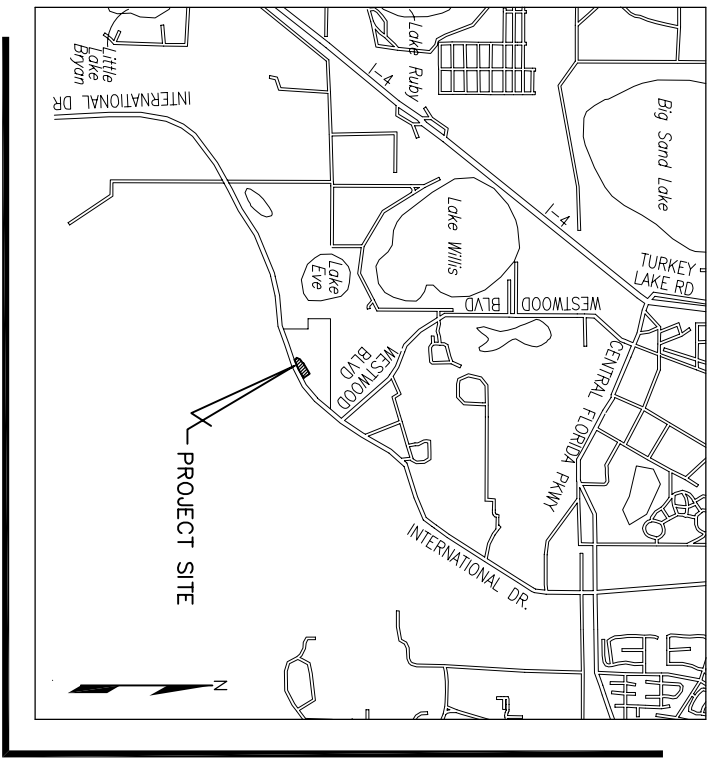 Little
Lake
Bryan
INTERNATIONAL DR
I-4
Lake Ruby
Big Sand
Lake
Lake Willis
I-4
TURKEY
LAKE RD
Lake
Eve
WESTWOOD BLVD
WESTWOOD
BLVD
CENTRAL FLORIDA PKWY
PROJECT SITE
INTERNATIONAL DR.
N